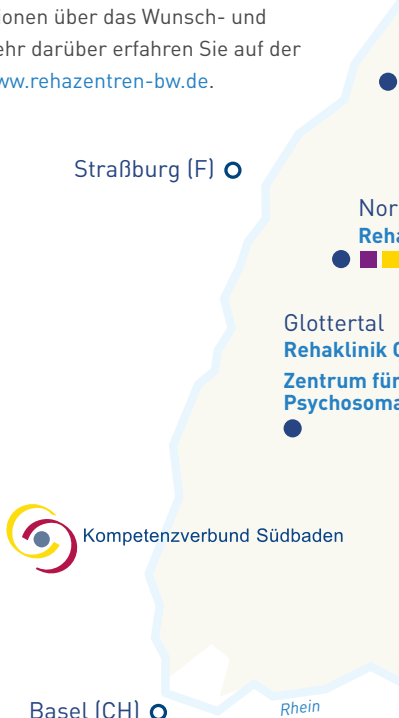 onen über das Wunsch- und
ehr darüber erfahren Sie auf der
ww.rehazentren-bw.de.
Straßburg (F)
Nor
Reha
Glottertal
Rehaklinik G
Zentrum für
Psychosoma
Kompetenzverbund Südbaden
Basel (CH)
Rhein